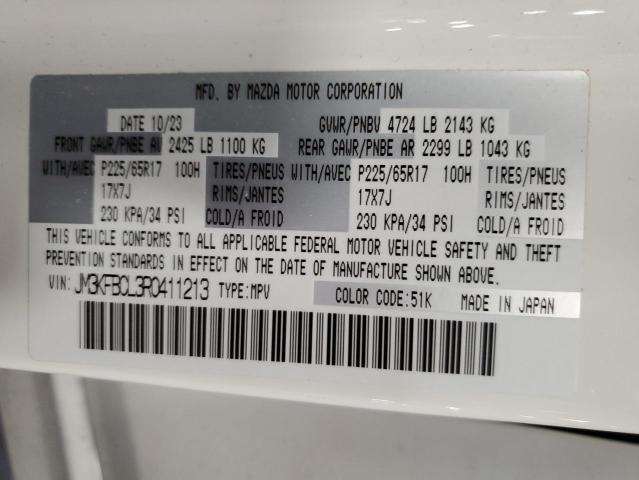 MFD. BY MAZDA MOTOR CORPORATION
DATE 10/23 GVWR/PNBV 4724 LB 2143 KG
FRONT GAWR/PNBE AV 2425 LB 1100 KG REAR GAWR/PNBE AR 2299 LB 1043 KG
WITH/AVEC P225/65R17 100H TIRES/PNEUS WITH/AVEC P225/65R17 100H TIRES/PNEUS
17X7J RIMS/JANTES 17X7J RIMS/JANTES
230 KPA/34 PSI COLD/A FROID 230 KPA/34 PSI COLD/A FROID
THIS VEHICLE CONFORMS TO ALL APPLICABLE FEDERAL MOTOR VEHICLE SAFETY AND THEFT
PREVENTION STANDARDS IN EFFECT ON THE DATE OF MANUFACTURE SHOWN ABOVE.
VIN: JM3KFBCL3R0411213 TYPE:MPV COLOR CODE:51K MADE IN JAPAN